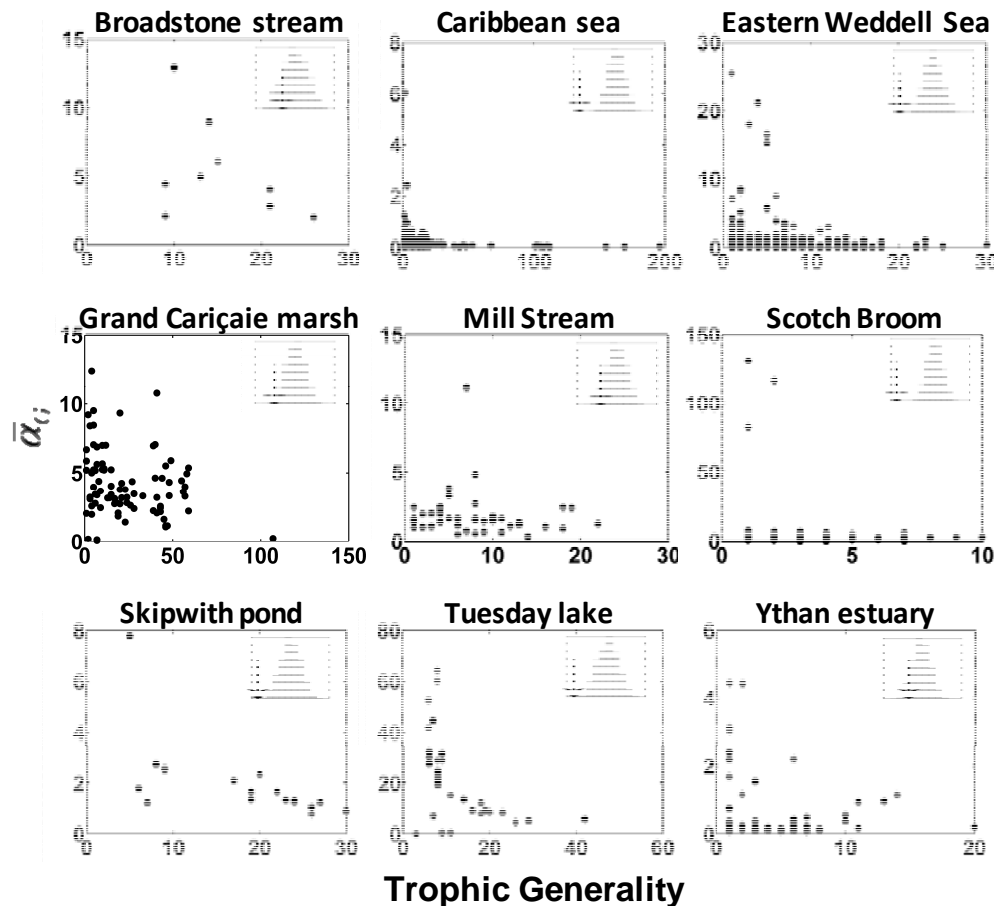 Broadstone stream Caribbean sea Eastern Weddell Sea
15 10 5 0
0 10 20 30
8 6 4 2 0
0 100 200
30 20 10 0
0 10 20 30
Grand Cariçaie marsh Mill Stream Scotch Broom
15 10 5 0
0 50 100 150
15 10 5 0
0 10 20 30
150 100 50 0
0 5 10
ᾱij
Skipwith pond Tuesday lake Ythan estuary
8 6 4 2 0
0 10 20 30
80 60 40 20 0
0 20 40 60
6 4 2 0
0 10 20
Trophic Generality